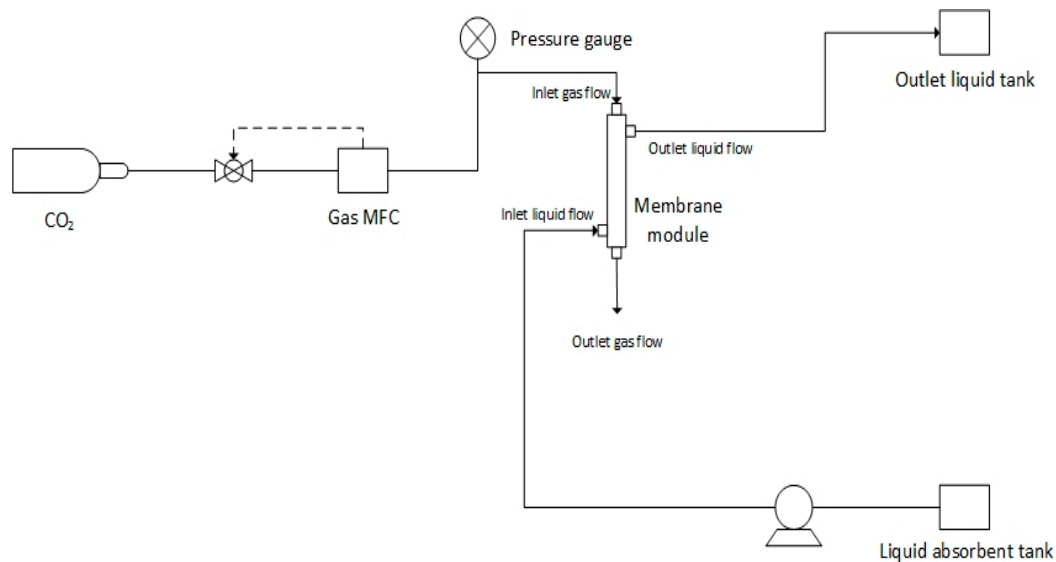 Pressure gauge
Outlet liquid tank
Inlet gas flow
Outlet liquid flow
CO₂
Gas MFC
Inlet liquid flow
Membrane
module
Outlet gas flow
Liquid absorbent tank